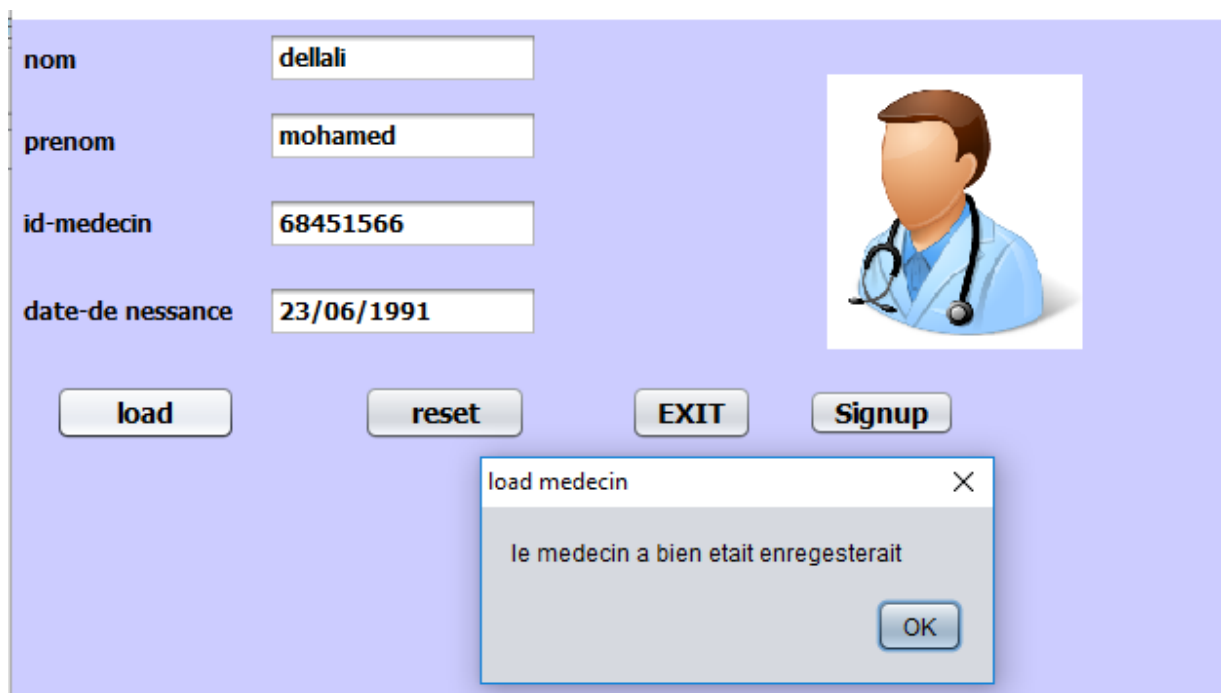 nom dellali
prenom mohamed
id-medecin 68451566
date-de nessance 23/06/1991
load reset EXIT Signup
load medecin
le medecin a bien etait enregesterait
OK